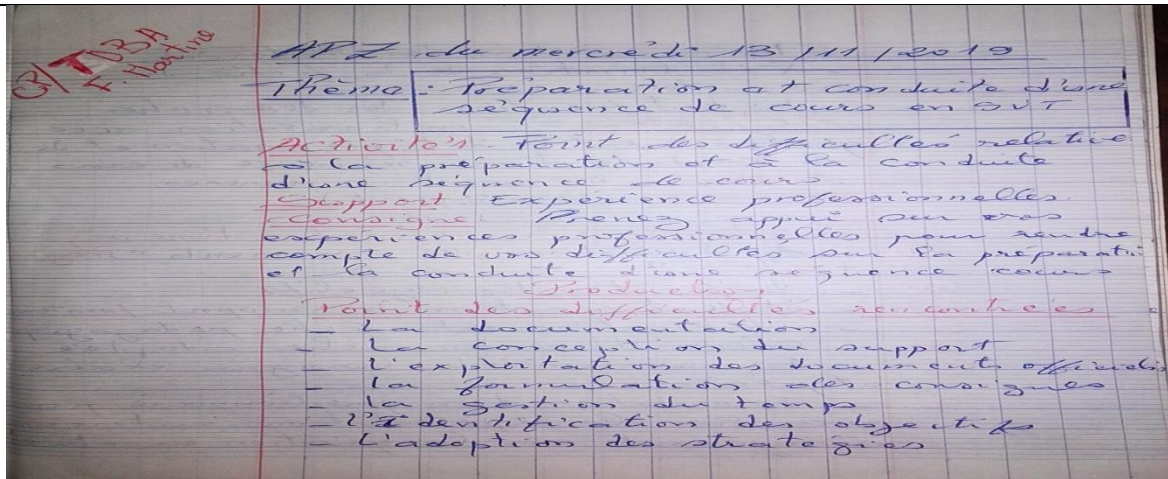 CP/TABA
F. Martine
APZ du mercredi 13/11/2019
Thème : Préparation et conduite d'une
séquence de cours en SVT
Activité 1 Point des difficultés relative
à la préparation et à la conduite
d'une séquence de cours
Support Expérience professionnelles.
Consigne: Prenez appui sur vos
expériences professionnelles pour rendre
compte de vos difficultés sur la préparati:
et la conduite d'une séquence cours
Production
Point des difficultés rencontrées
- La documentation
- La conception du support
- L'exploitation des documents officiels
- la formulation des consignes
- la gestion du temps
- l'identification des objectifs
- L'adoption des stratégies